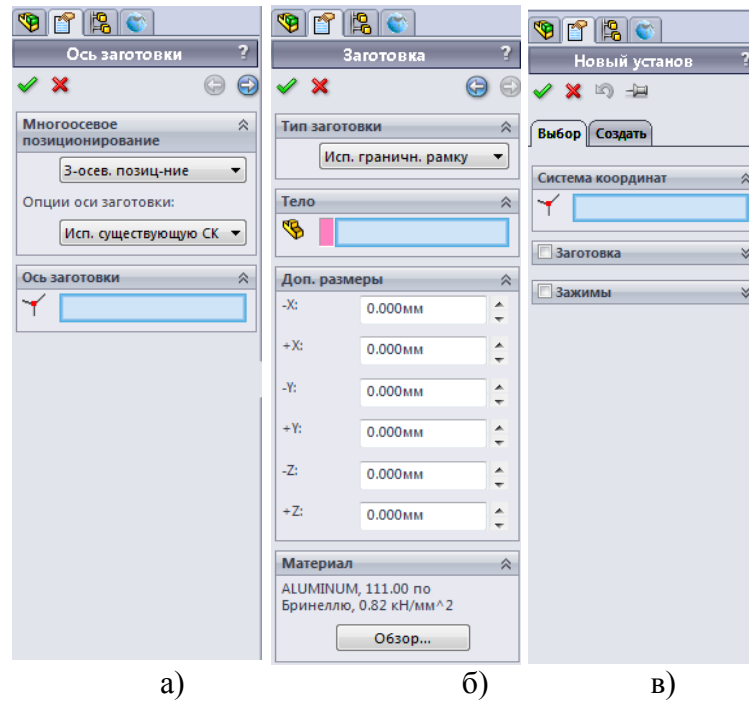 Ось заготовки ?
Многоосевое
позиционирование
3-осев. позиц-ние
Опции оси заготовки:
Исп. существующую СК
Ось заготовки
а)
Заготовка ?
Тип заготовки
Исп. граничн. рамку
Тело
Доп. размеры
-X: 0.000мм
+X: 0.000мм
-Y: 0.000мм
+Y: 0.000мм
-Z: 0.000мм
+Z: 0.000мм
Материал
ALUMINUM, 111.00 по
Бринеллю, 0.82 кН/мм^2
Обзор...
б)
Новый установ ?
Выбор Создать
Система координат
Заготовка
Зажимы
в)